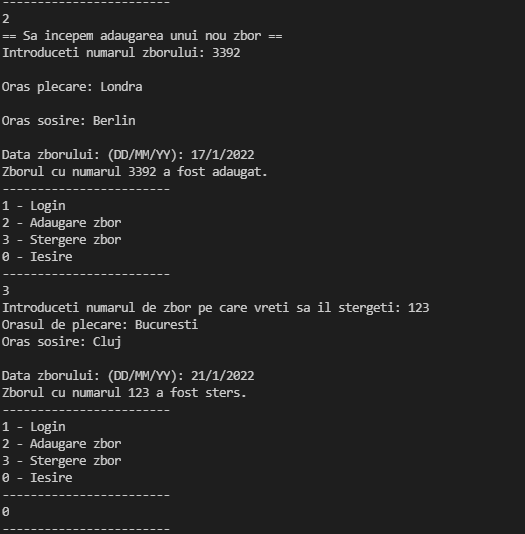 ------------------------
2
== Sa incepem adaugarea unui nou zbor ==
Introduceti numarul zborului: 3392
Oras plecare: Londra
Oras sosire: Berlin
Data zborului: (DD/MM/YY): 17/1/2022
Zborul cu numarul 3392 a fost adaugat.
------------------------
1 - Login
2 - Adaugare zbor
3 - Stergere zbor
0 - Iesire
------------------------
3
Introduceti numarul de zbor pe care vreti sa il stergeti: 123
Orasul de plecare: Bucuresti
Oras sosire: Cluj
Data zborului: (DD/MM/YY): 21/1/2022
Zborul cu numarul 123 a fost sters.
------------------------
1 - Login
2 - Adaugare zbor
3 - Stergere zbor
0 - Iesire
------------------------
0
------------------------